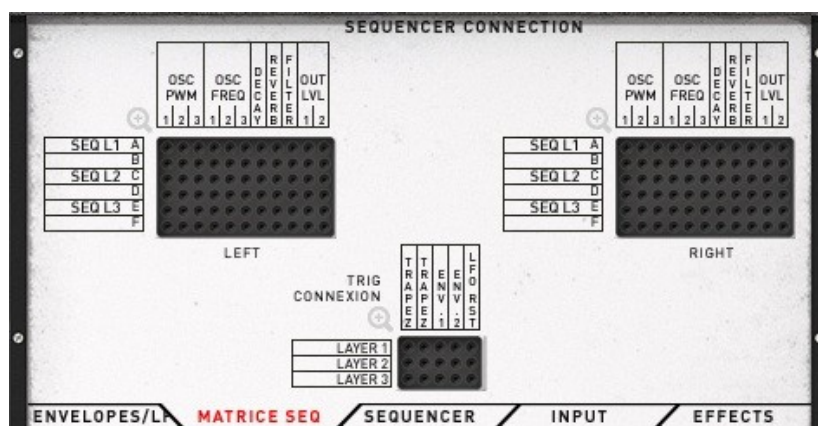 SEQUENCER CONNECTION
OSC PWM
OSC FREQ
DECAY
REVERB
FILTER
OUT LVL
1 2 3
1 2 3
1 2
SEQ L1 A
B
SEQ L2 C
D
SEQ L3 E
F
LEFT
OSC PWM
OSC FREQ
DECAY
REVERB
FILTER
OUT LVL
1 2 3
1 2 3
1 2
SEQ L1 A
B
SEQ L2 C
D
SEQ L3 E
F
RIGHT
TRIG
CONNEXION
TRAPEZ
TRAPEZ
ENV.1
ENV.2
LFO RST
LAYER 1
LAYER 2
LAYER 3
ENVELOPES/LF
MATRICE SEQ
SEQUENCER
INPUT
EFFECTS